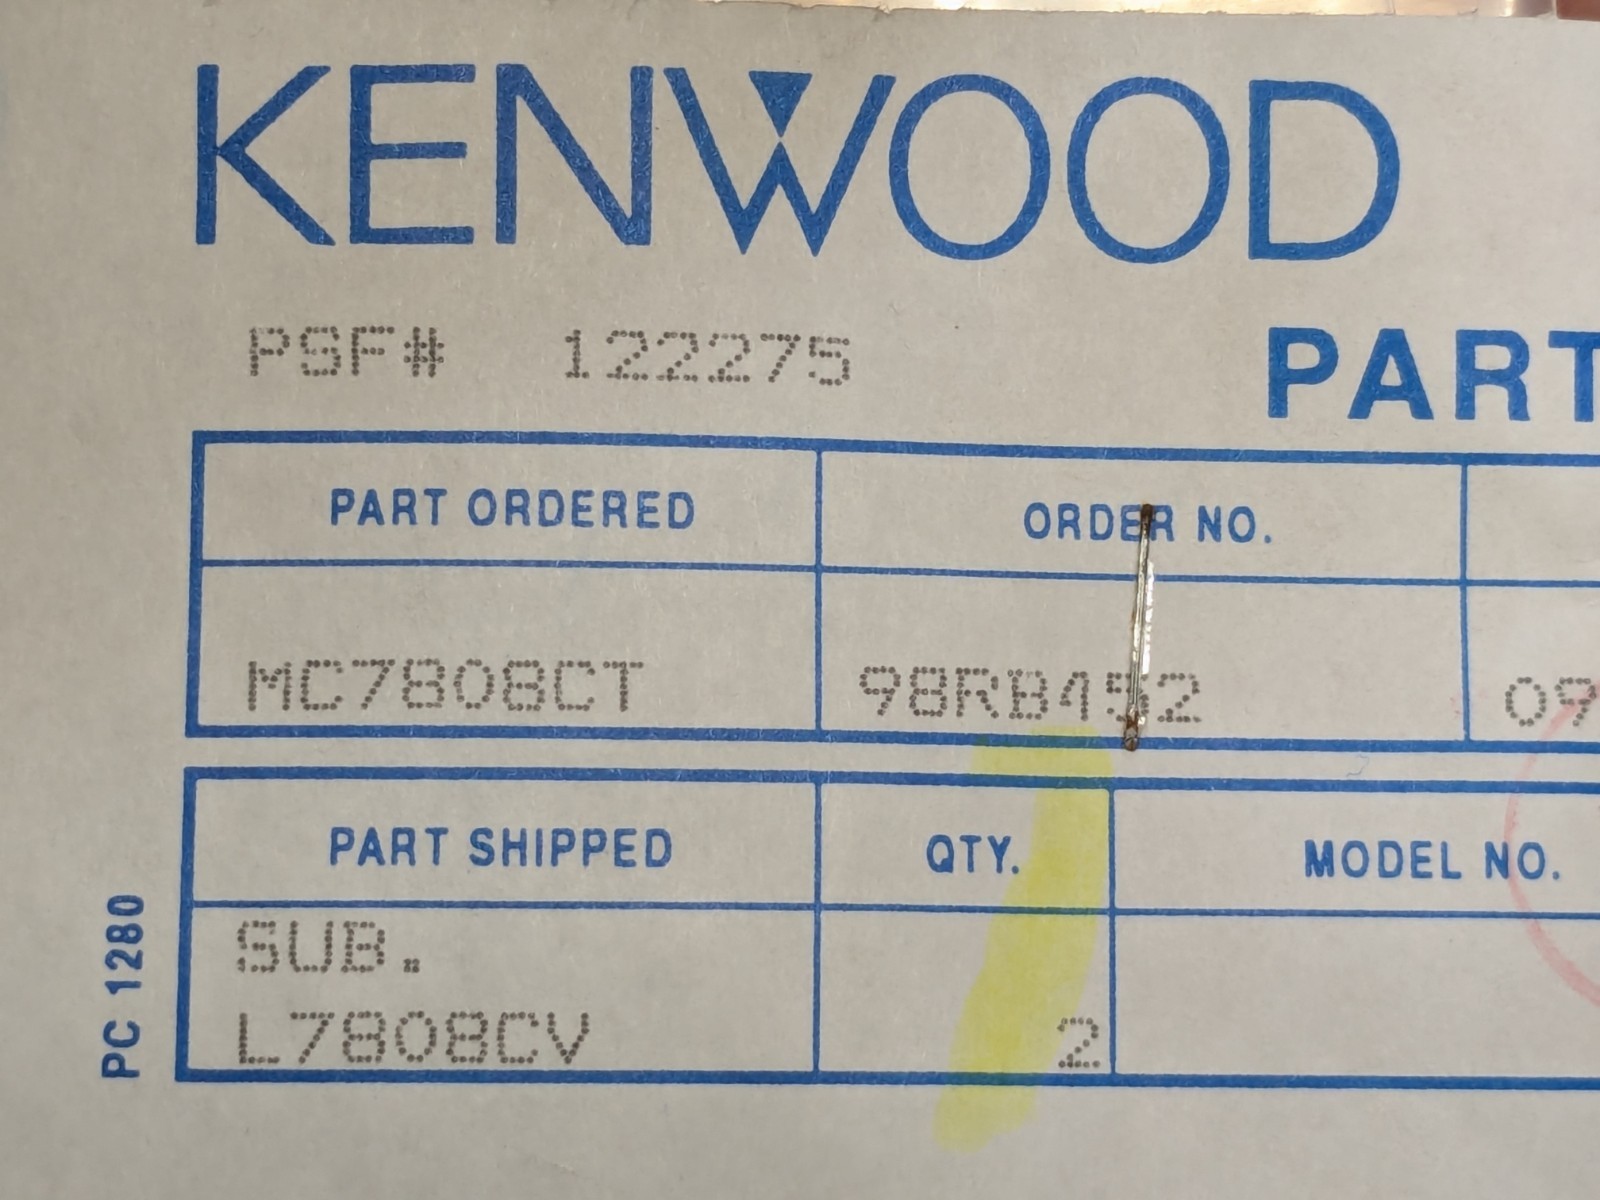 KENWOOD
PSF# 122275
PART
PART ORDERED ORDER NO.
MC7808CT 09
PART SHIPPED QTY. MODEL NO.
SUB.
L7808CV 2
PC 1280